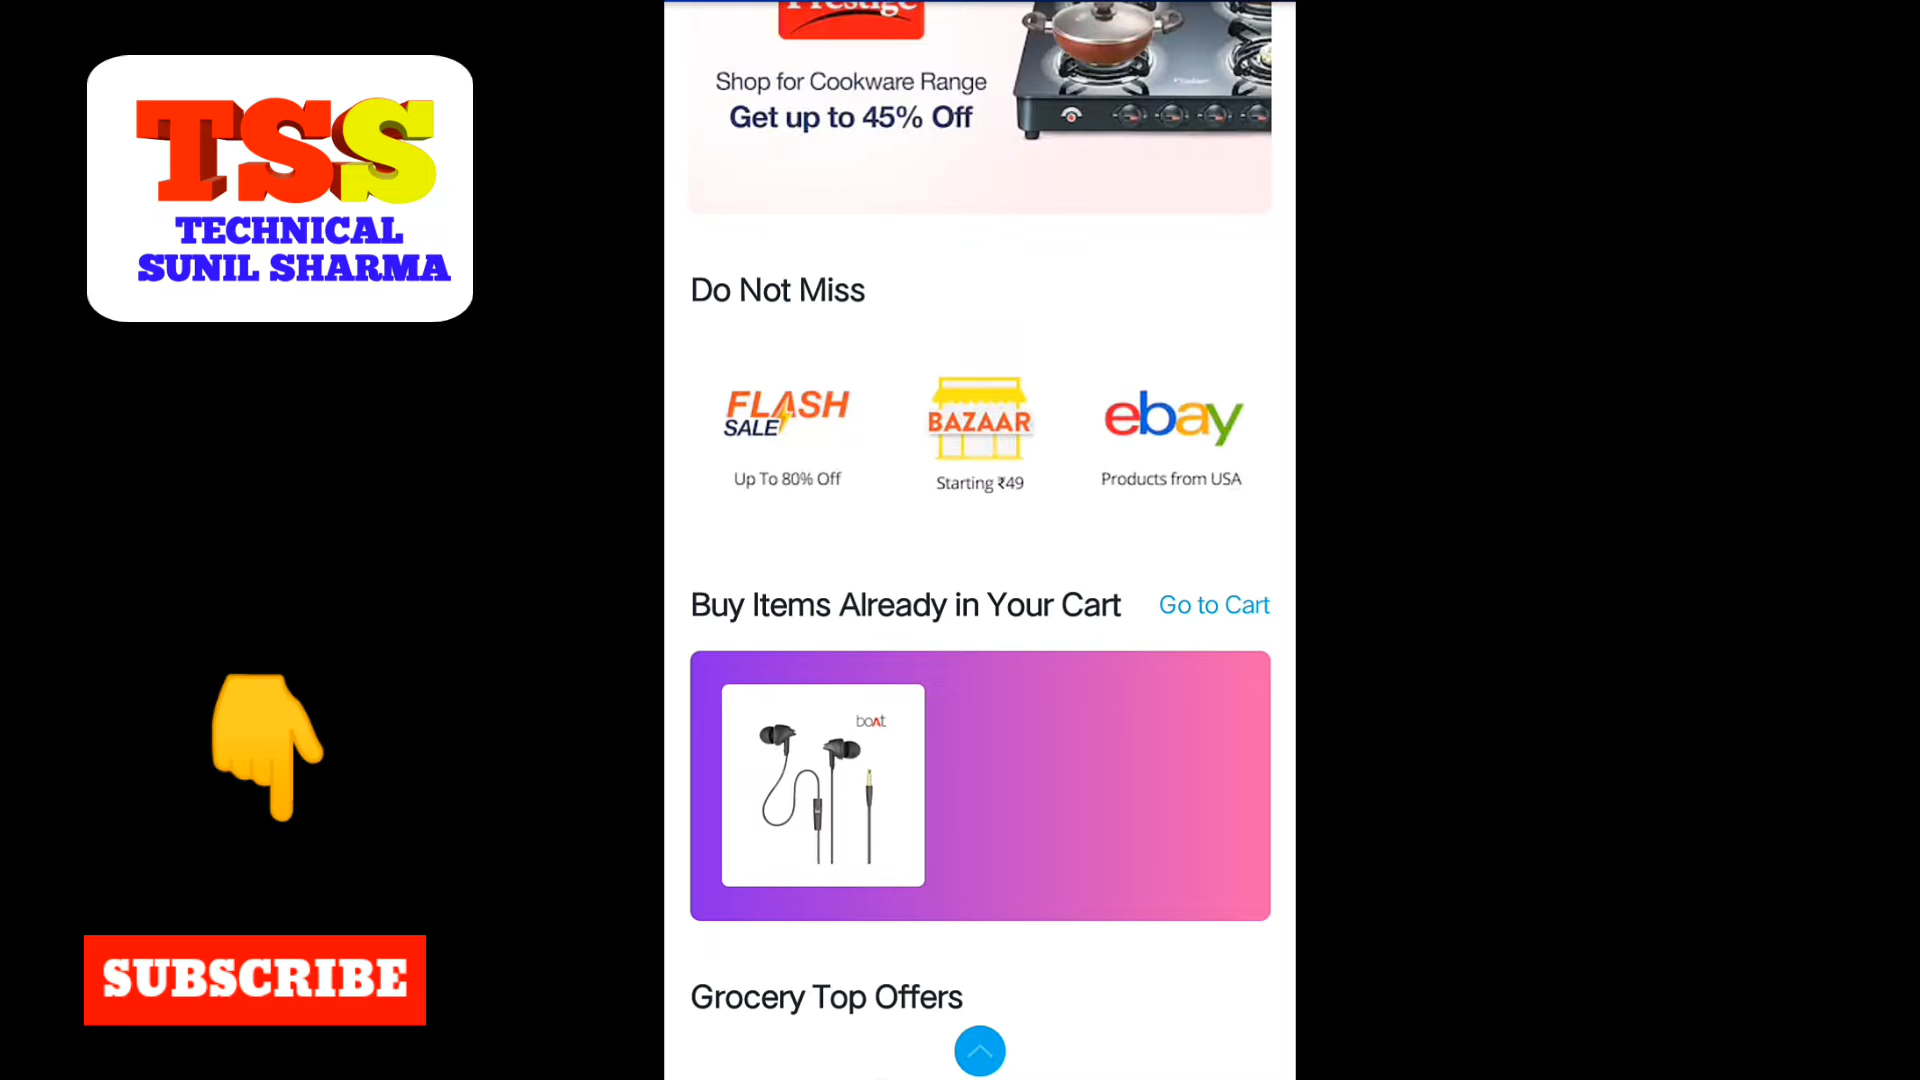 TSS
TECHNICAL
SUNIL SHARMA
SUBSCRIBE
Prestige
Shop for Cookware Range
Get up to 45% Off
Do Not Miss
FLASH
SALE
Up To 80% Off
BAZAAR
Starting ₹49
ebay
Products from USA
Buy Items Already in Your Cart
Go to Cart
boAt
Grocery Top Offers